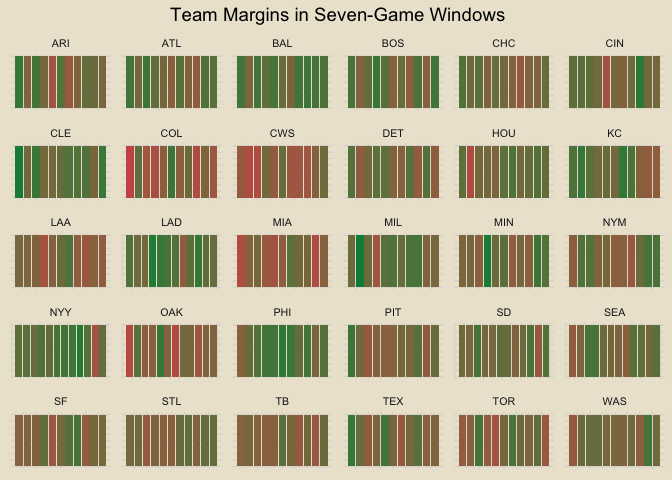 Team Margins in Seven-Game Windows
ARI ATL BAL BOS CHC CIN
CLE COL CWS DET HOU KC
LAA LAD MIA MIL MIN NYM
NYY OAK PHI PIT SD SEA
SF STL TB TEX TOR WAS